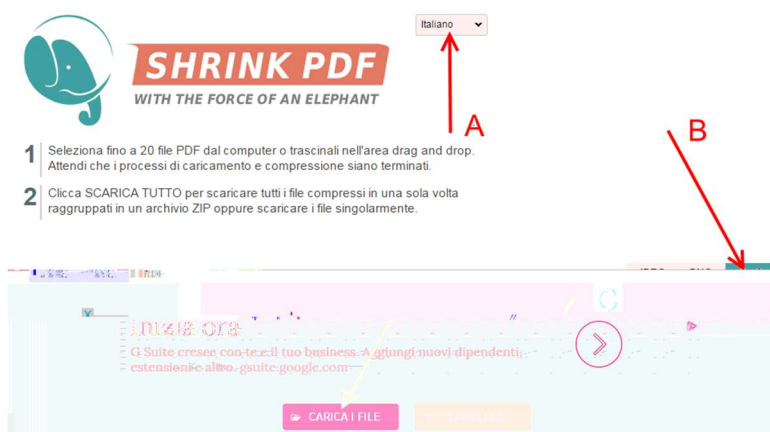 Italiano
SHRINK PDF
WITH THE FORCE OF AN ELEPHANT
A
B
1 Seleziona fino a 20 file PDF dal computer o trascinali nell'area drag and drop.
Attendi che i processi di caricamento e compressione siano terminati.
2 Clicca SCARICA TUTTO per scaricare tutti i file compressi in una sola volta
raggruppati in un archivio ZIP oppure scaricare i file singolarmente.
Inizia ora
G Suite cresce con te e il tuo business. Aggiungi nuovi dipendenti,
estensioni e altro. gsuite.google.com
CARICA I FILE